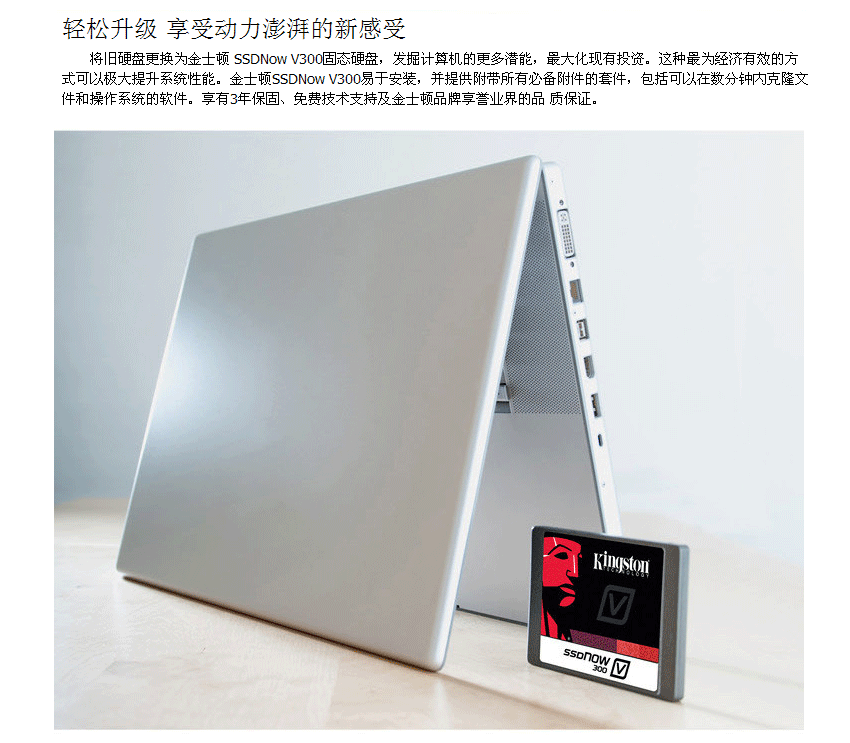 轻松升级 享受动力澎湃的新感受
将旧硬盘更换为金士顿 SSDNow V300固态硬盘，发掘计算机的更多潜能，最大化现有投资。这种最为经济有效的方
式可以极大提升系统性能。金士顿SSDNow V300易于安装，并提供附带所有必备附件的套件，包括可以在数分钟内克隆文
件和操作系统的软件。享有3年保固、免费技术支持及金士顿品牌享誉业界的品 质保证。
Kingston
TECHNOLOGY
V
SSDNOW V
300